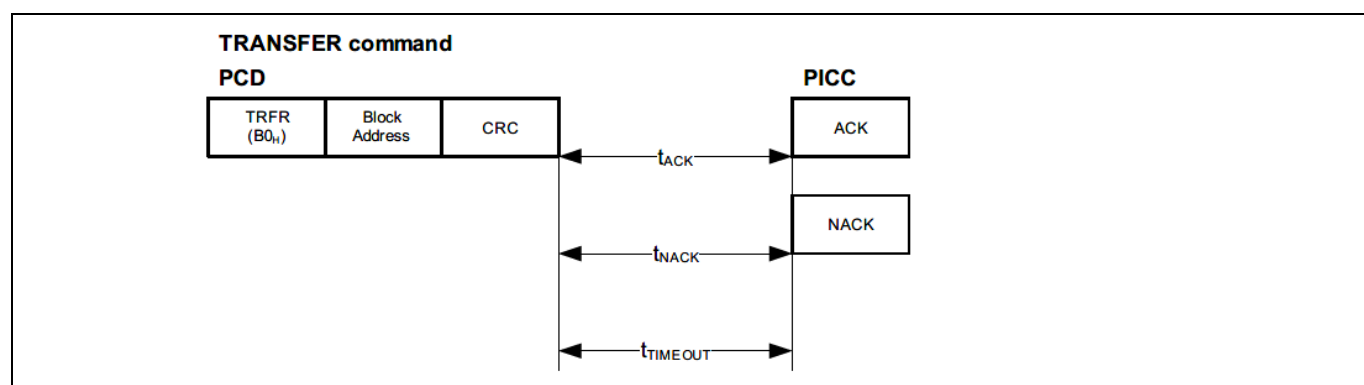 TRANSFER command
PCD
PICC
TRFR
(B0H)
Block
Address
CRC
ACK
tACK
NACK
tNACK
tTIMEOUT